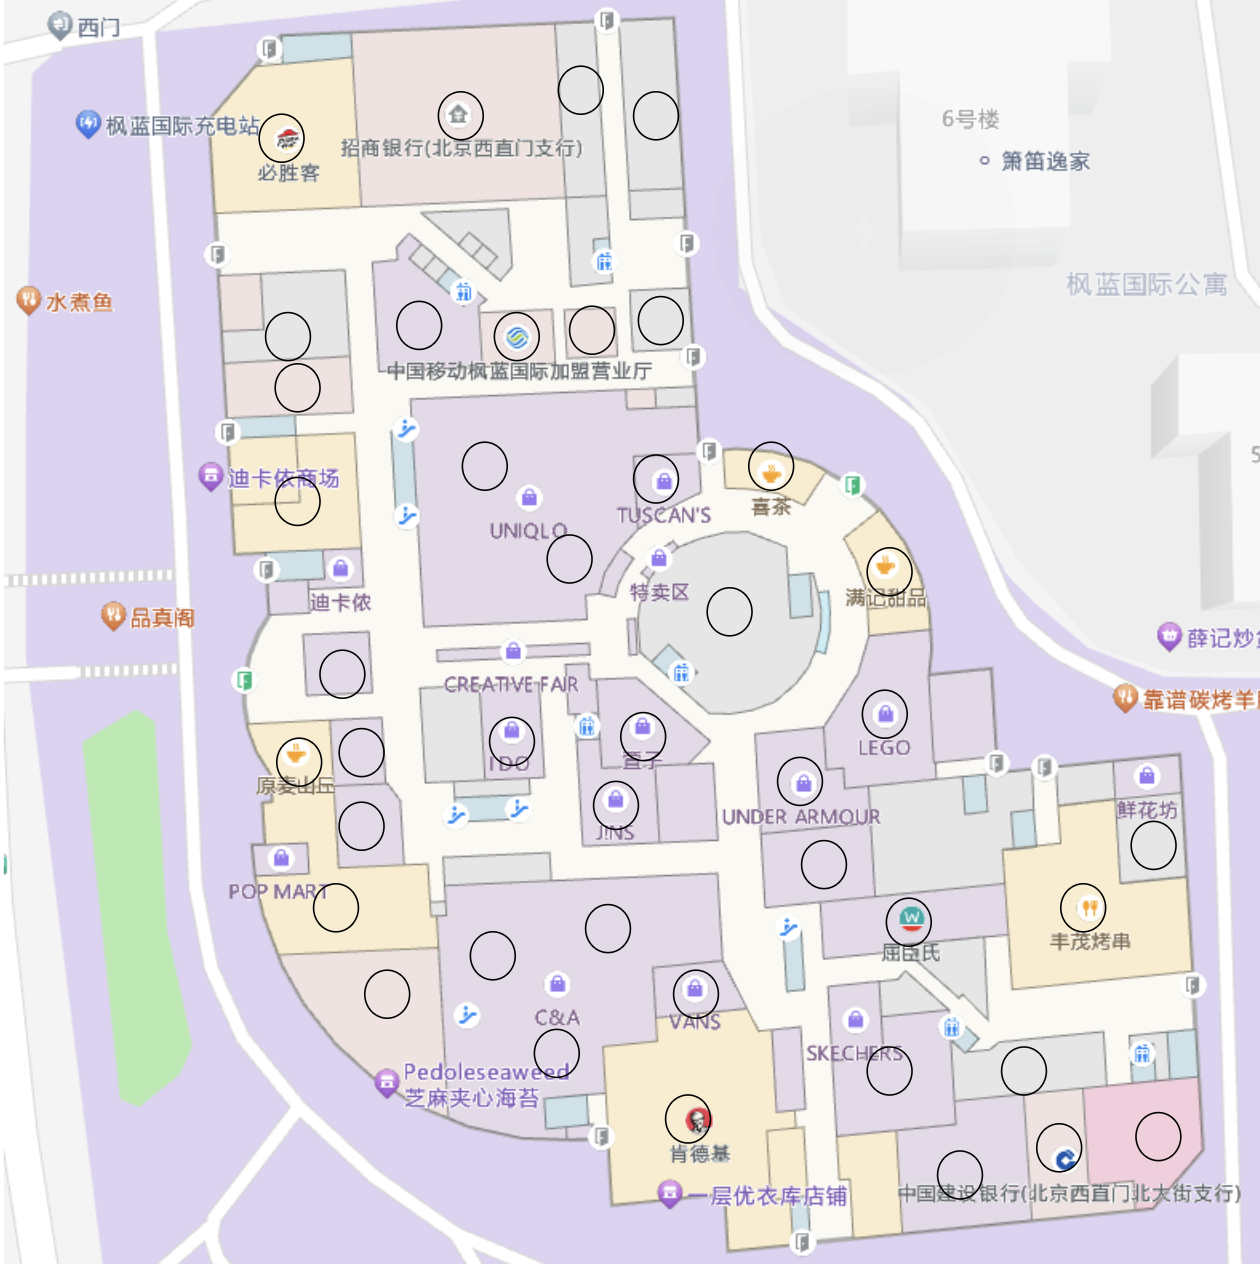 西门
枫蓝国际充电站
6号楼
招商银行(北京西直门支行)
箫笛逸家
必胜客
枫蓝国际公寓
水煮鱼
中国移动枫蓝国际加盟营业厅
迪卡侬商场
喜茶
TUSCAN'S
UNIQLO
特卖区
满记甜品
迪卡侬
品真阁
薛记炒
CREATIVE FAIR
靠谱碳烤羊
LEGO
I DO
原麦山丘
UNDER ARMOUR
鲜花坊
JINS
POP MART
丰茂烤串
屈臣氏
C&A
VANS
SKECHERS
Pedoleseaweed
芝麻夹心海苔
肯德基
一层优衣库店铺
中国建设银行(北京西直门北大街支行)